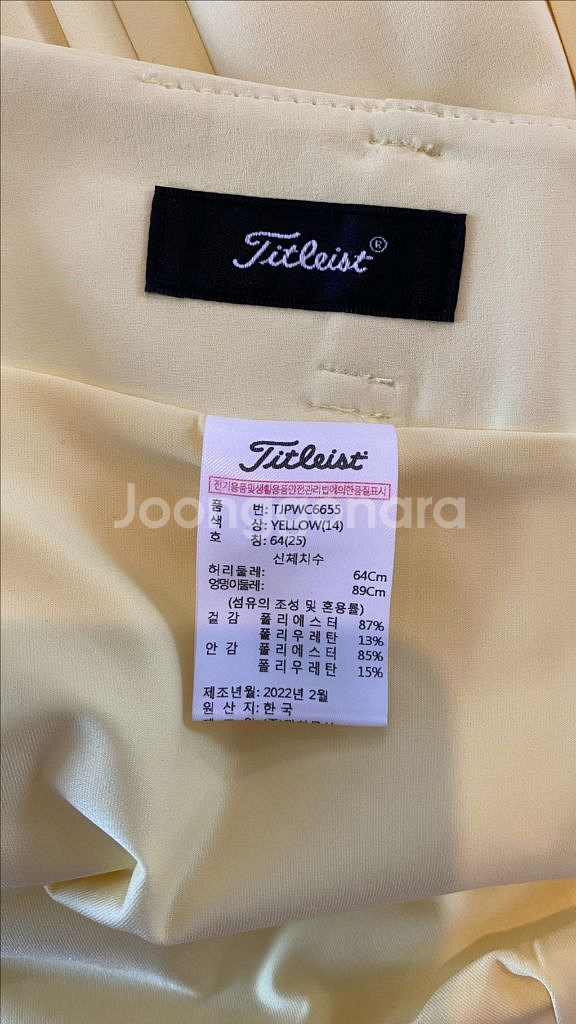 Titleist®
Titleist
전기용품및생활용품안전관리법에의한품질표시
Joonggonara
품 번: TJPWC6655
색 상: YELLOW(14)
호 칭: 64(25)
신체치수
허리둘레: 64Cm
엉덩이둘레: 89Cm
(섬유의 조성 및 혼용률)
겉 감 폴리에스터 87%
폴리우레탄 13%
안 감 폴리에스터 85%
폴리우레탄 15%
제조년월: 2022년 2월
원 산 지: 한국